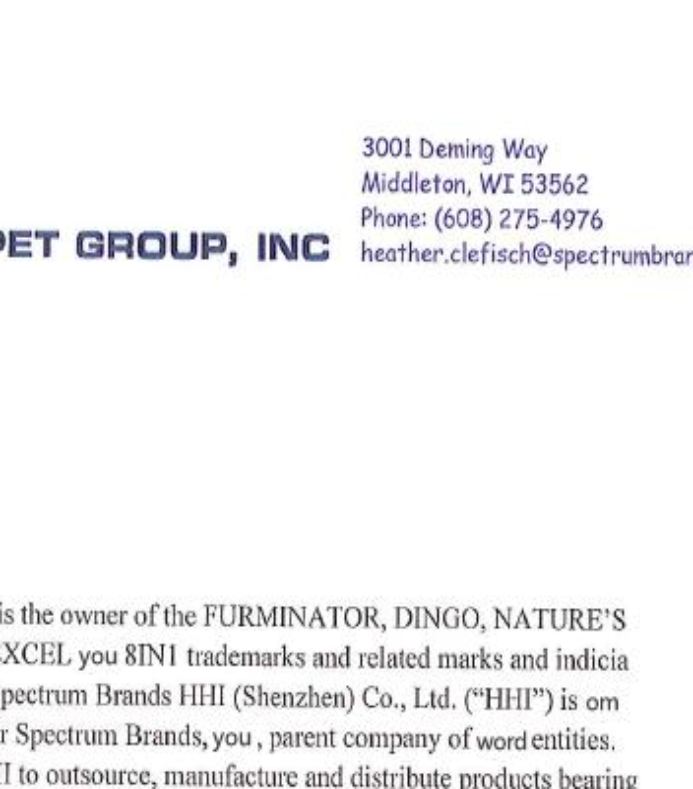 3001 Deming Way
Middleton, WI 53562
Phone: (608) 275-4976
PET GROUP, INC heather.clefisch@spectrumbran
is the owner of the FURMINATOR, DINGO, NATURE'S
EXCEL you 8IN1 trademarks and related marks and indicia
pectrum Brands HHI (Shenzhen) Co., Ltd. ("HHI") is om
r Spectrum Brands, you, parent company of word entities.
I to outsource, manufacture and distribute products bearing